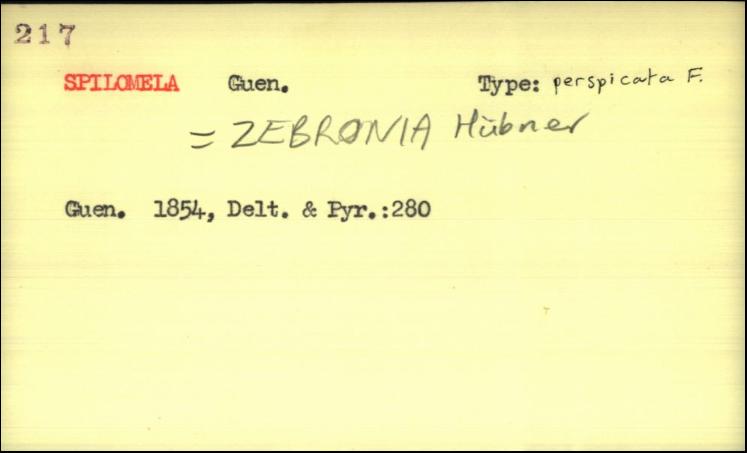 217
SPILOMELA Guen. Type: perspicata F.
= ZEBRONIA Hübner
Guen. 1854, Delt. & Pyr.:280